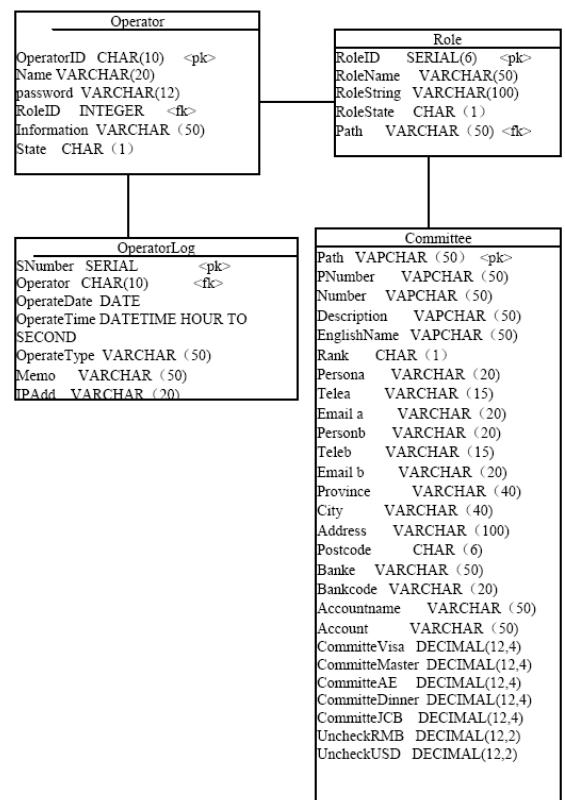 Operator
OperatorID CHAR(10) <pk>
Name VARCHAR(20)
password VARCHAR(12)
RoleID INTEGER <fk>
Information VARCHAR（50）
State CHAR（1）
Role
RoleID SERIAL(6) <pk>
RoleName VARCHAR(50)
RoleString VARCHAR(100)
RoleState CHAR（1）
Path VARCHAR（50）<fk>
OperatorLog
SNumber SERIAL <pk>
Operator CHAR(10) <fk>
OperateDate DATE
OperateTime DATETIME HOUR TO
SECOND
OperateType VARCHAR（50）
Memo VARCHAR（50）
IPAdd VARCHAR（20）
Committee
Path VAPCHAR（50） <pk>
PNumber VAPCHAR（50）
Number VAPCHAR（50）
Description VAPCHAR（50）
EnglishName VAPCHAR（50）
Rank CHAR（1）
Persona VARCHAR（20）
Telea VARCHAR（15）
Email a VARCHAR（20）
Personb VARCHAR（20）
Teleb VARCHAR（15）
Email b VARCHAR（20）
Province VARCHAR（40）
City VARCHAR（40）
Address VARCHAR（100）
Postcode CHAR（6）
Banke VARCHAR（50）
Bankcode VARCHAR（20）
Accountname VARCHAR（50）
Account VARCHAR（50）
CommitteVisa DECIMAL(12,4)
CommitteMaster DECIMAL(12,4)
CommitteAE DECIMAL(12,4)
CommitteDinner DECIMAL(12,4)
CommitteJCB DECIMAL(12,4)
UncheckRMB DECIMAL(12,2)
UncheckUSD DECIMAL(12,2)